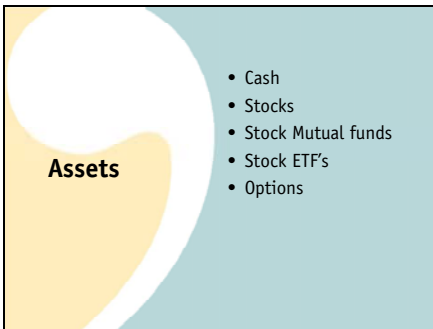 Assets
• Cash
• Stocks
• Stock Mutual funds
• Stock ETF's
• Options